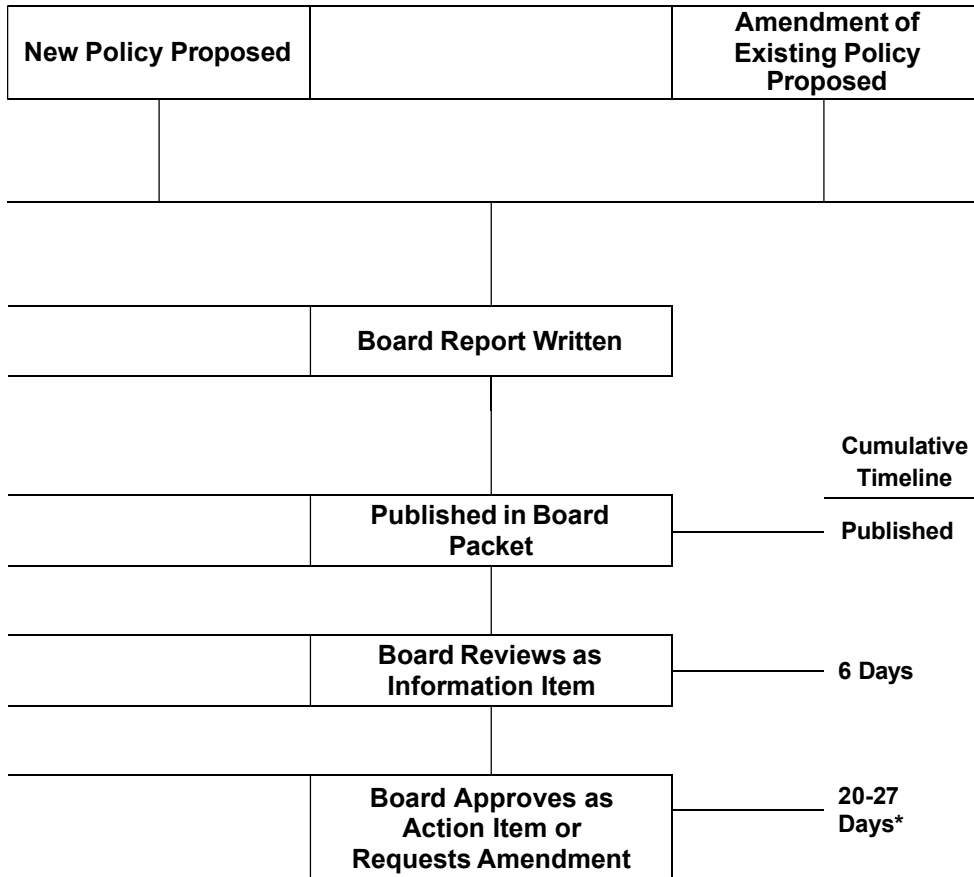 New Policy Proposed
Amendment of
Existing Policy
Proposed
Board Report Written
Cumulative
Timeline
Published in Board
Packet
Published
Board Reviews as
Information Item
6 Days
Board Approves as
Action Item or
Requests Amendment
20-27
Days*